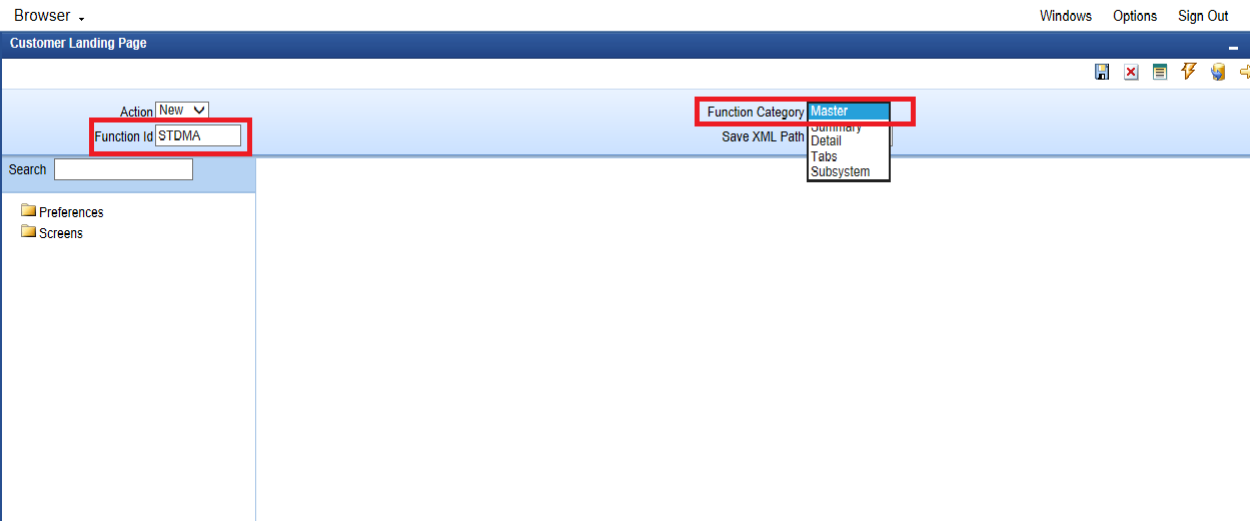 Browser
Windows Options Sign Out
Customer Landing Page
Action New
Function Category Master
Function Id STDMA
Save XML Path
Summary
Detail
Tabs
Subsystem
Search
Preferences
Screens